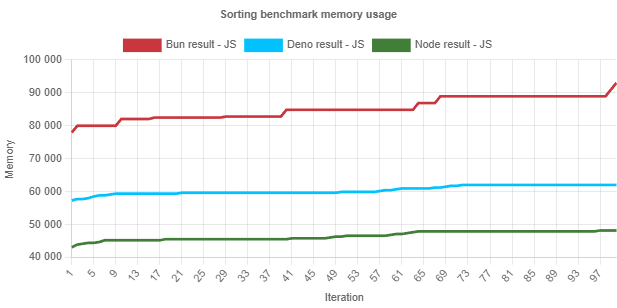 Sorting benchmark memory usage
Bun result - JS Deno result - JS Node result - JS
100 000
90 000
80 000
70 000
60 000
50 000
40 000
Memory
1 5 9 13 17 21 25 29 33 37 41 45 49 53 57 61 65 69 73 77 81 85 89 93 97
Iteration